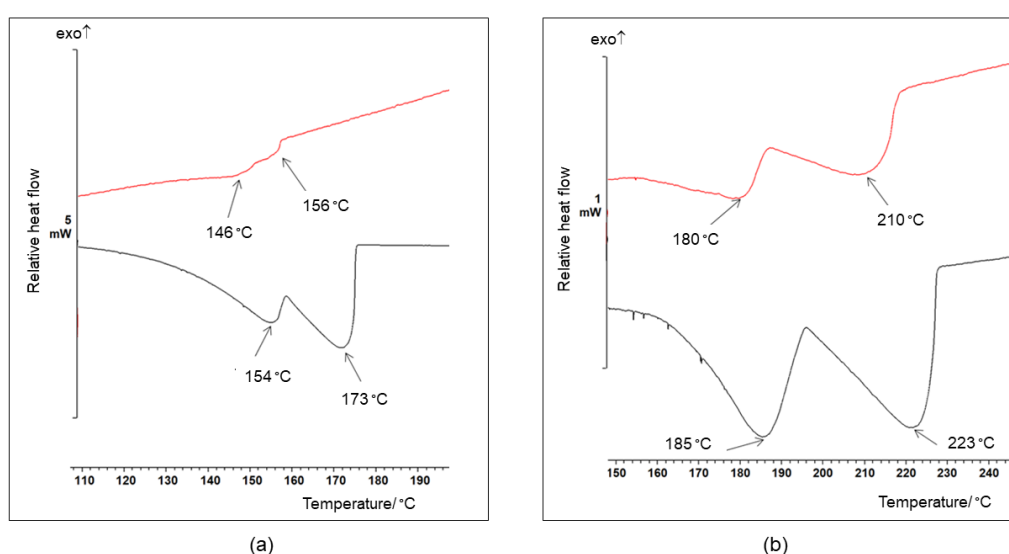 exo↑
Relative heat flow
5
mW
146 °C
156 °C
154 °C
173 °C
110 120 130 140 150 160 170 180 190
Temperature/ °C
(a)
exo↑
Relative heat flow
1
mW
180 °C
210 °C
185 °C
223 °C
150 160 170 180 190 200 210 220 230 240
Temperature/ °C
(b)